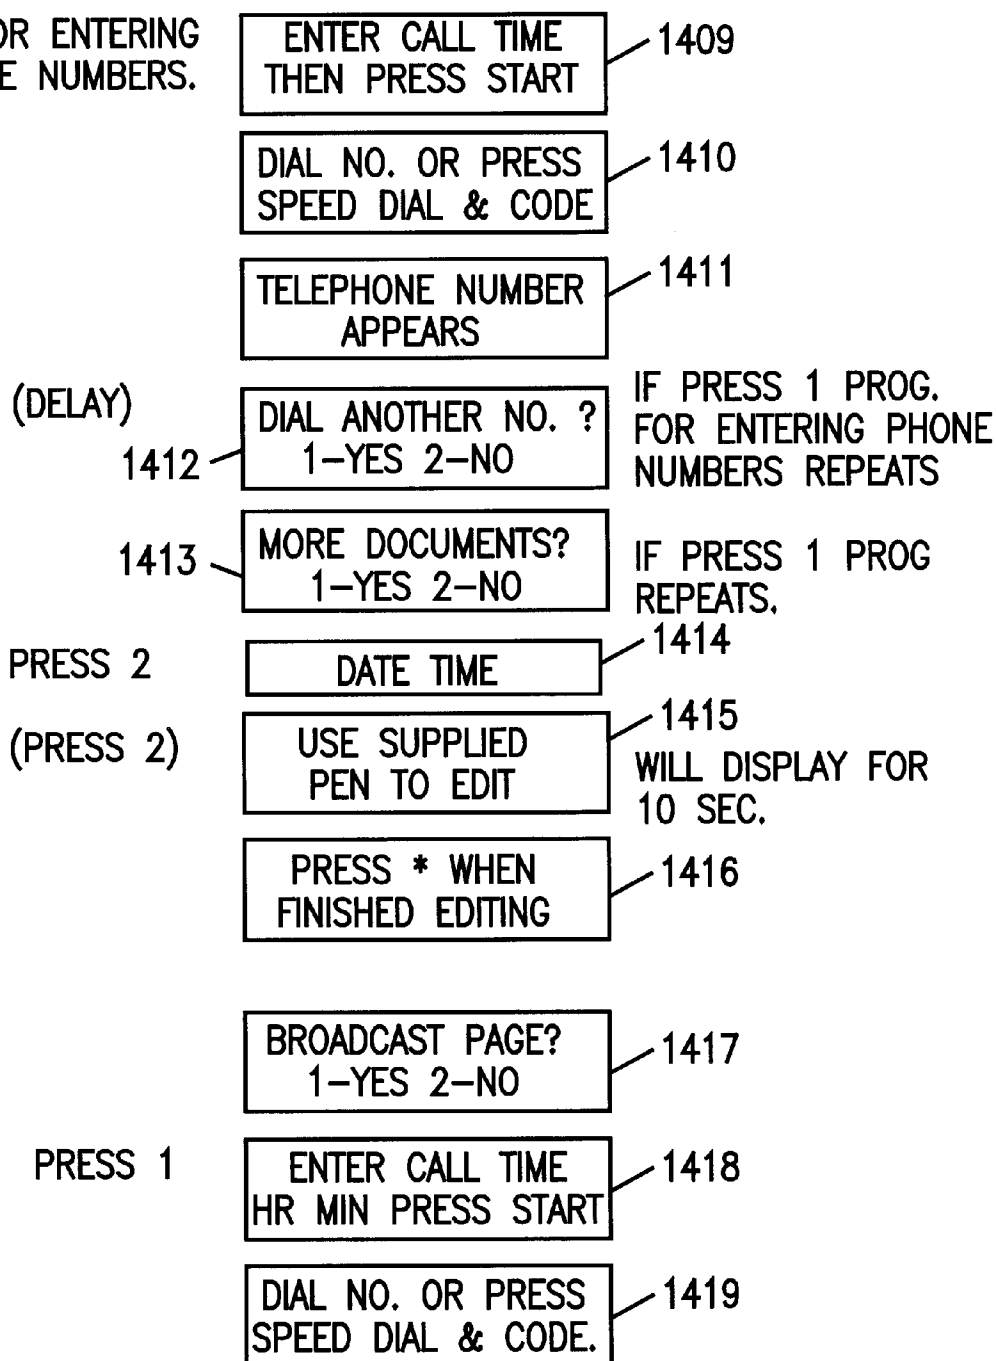 OR ENTERING
E NUMBERS.
ENTER CALL TIME
THEN PRESS START
1409
DIAL NO. OR PRESS
SPEED DIAL & CODE
1410
TELEPHONE NUMBER
APPEARS
1411
(DELAY)
1412
DIAL ANOTHER NO. ?
1-YES 2-NO
IF PRESS 1 PROG.
FOR ENTERING PHONE
NUMBERS REPEATS
1413
MORE DOCUMENTS?
1-YES 2-NO
IF PRESS 1 PROG
REPEATS.
PRESS 2
DATE TIME
1414
(PRESS 2)
USE SUPPLIED
PEN TO EDIT
1415
WILL DISPLAY FOR
10 SEC.
PRESS * WHEN
FINISHED EDITING
1416
BROADCAST PAGE?
1-YES 2-NO
1417
PRESS 1
ENTER CALL TIME
HR MIN PRESS START
1418
DIAL NO. OR PRESS
SPEED DIAL & CODE.
1419